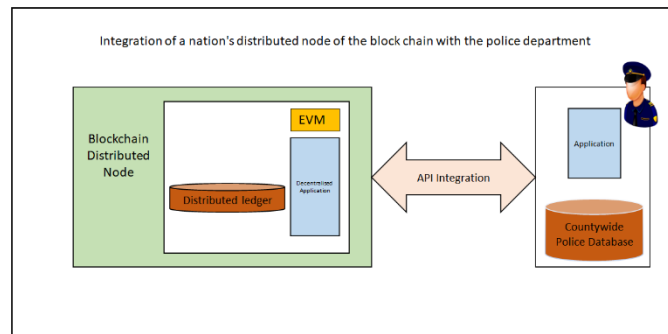 Integration of a nation's distributed node of the block chain with the police department
Blockchain
Distributed
Node
EVM
Decentralized
Application
Distributed ledger
API Integration
Application
Countywide
Police Database